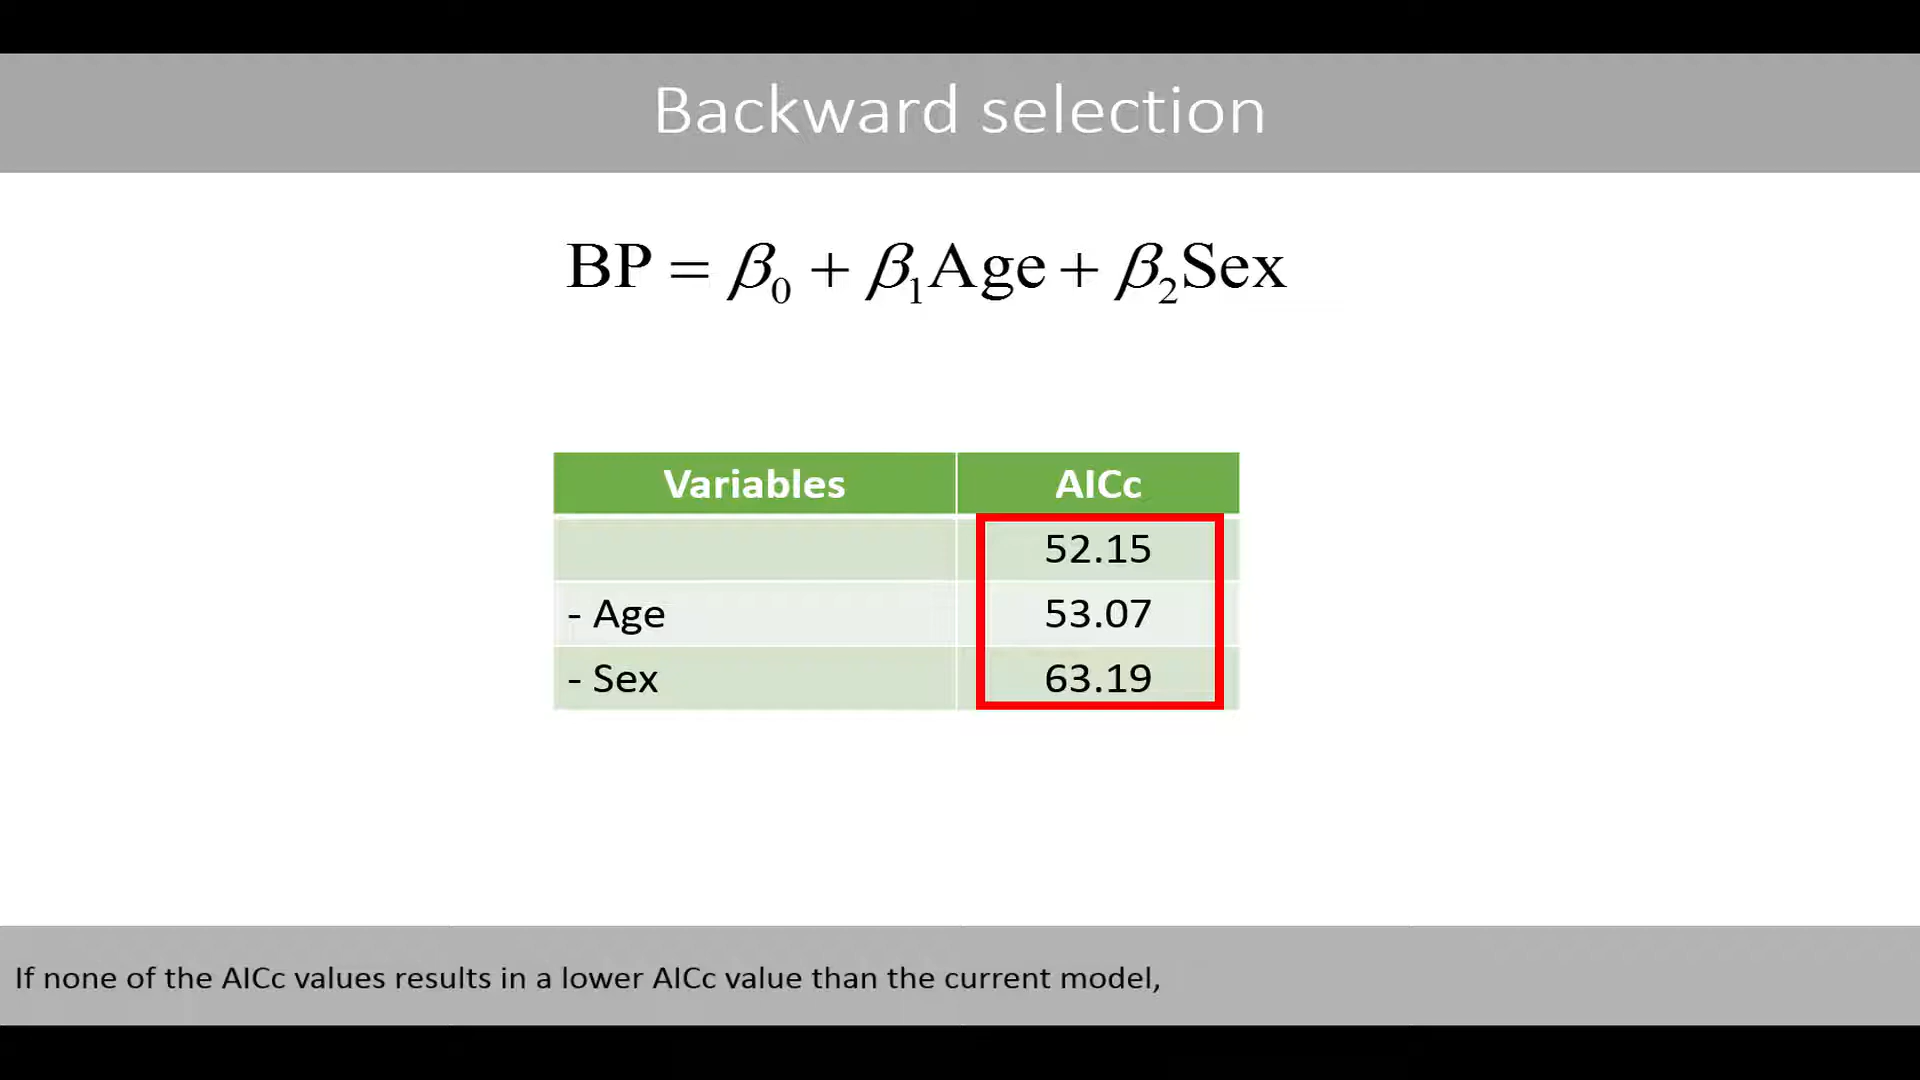 Backward selection
BP = β₀ + β₁Age + β₂Sex
Variables AICc
52.15
- Age 53.07
- Sex 63.19
If none of the AICc values results in a lower AICc value than the current model,